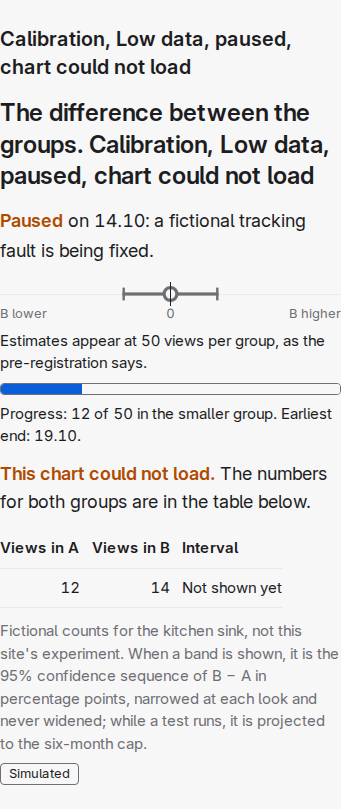 Calibration, Low data, paused,
chart could not load
The difference between the
groups. Calibration, Low data,
paused, chart could not load
Paused on 14.10: a fictional tracking
fault is being fixed.
B lower 0 B higher
Estimates appear at 50 views per group, as the
pre-registration says.
Progress: 12 of 50 in the smaller group. Earliest
end: 19.10.
This chart could not load. The numbers
for both groups are in the table below.
Views in A Views in B Interval
12 14 Not shown yet
Fictional counts for the kitchen sink, not this
site's experiment. When a band is shown, it is the
95% confidence sequence of B − A in
percentage points, narrowed at each look and
never widened; while a test runs, it is projected
to the six-month cap.
Simulated